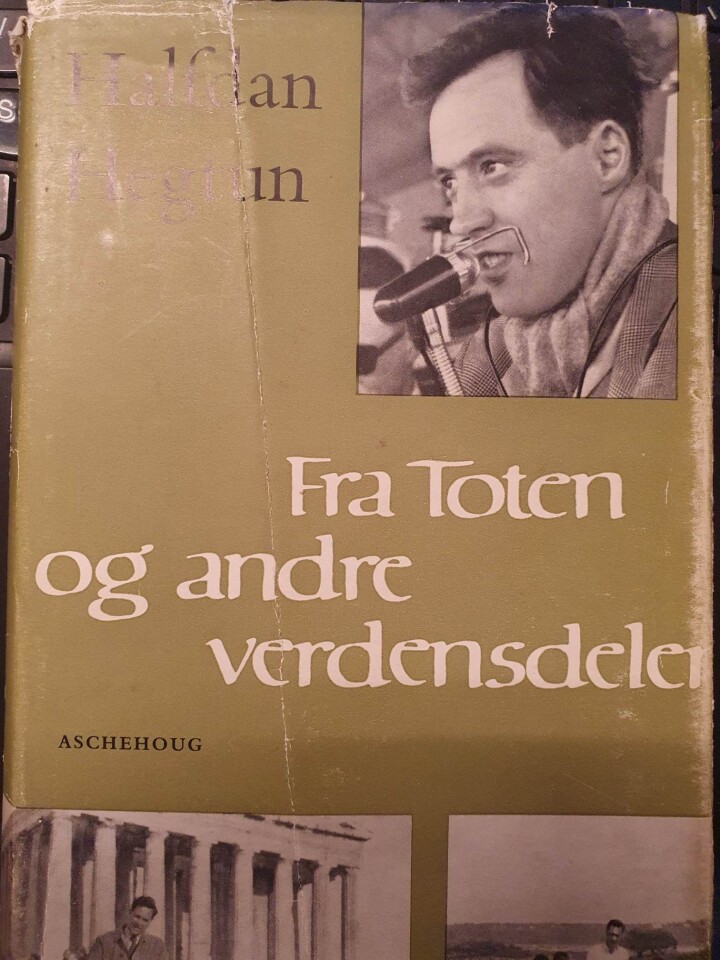 Halfdan
Hegtun
Fra Toten
og andre
verdensdeler
ASCHEHOUG
S